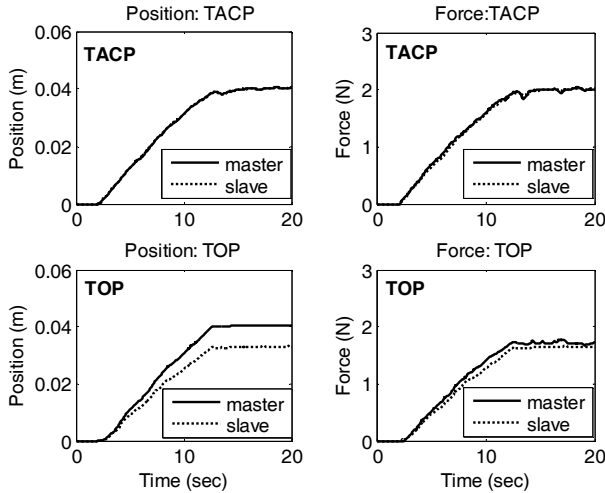 Position: TACP
Force:TACP
0.06
0.04
0.02
0
Position (m)
TACP
master
slave
0 10 20
3
2
1
0
Force (N)
TACP
master
slave
0 10 20
Position: TOP
Force: TOP
0.06
0.04
0.02
0
Position (m)
TOP
master
slave
0 10 20
Time (sec)
3
2
1
0
Force (N)
TOP
master
slave
0 10 20
Time (sec)